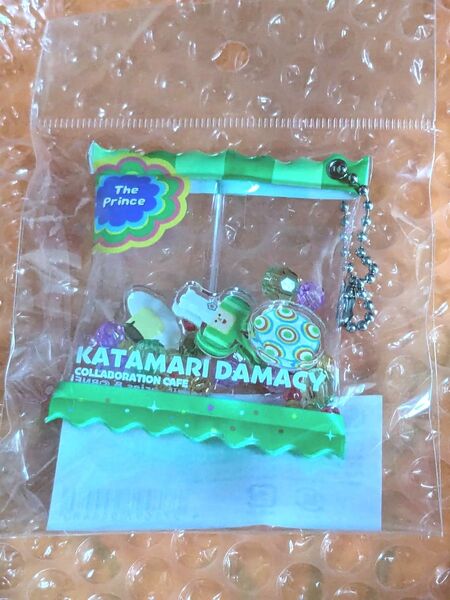 The
Prince
KATAMARI DAMACY
COLLABORATION CAFE